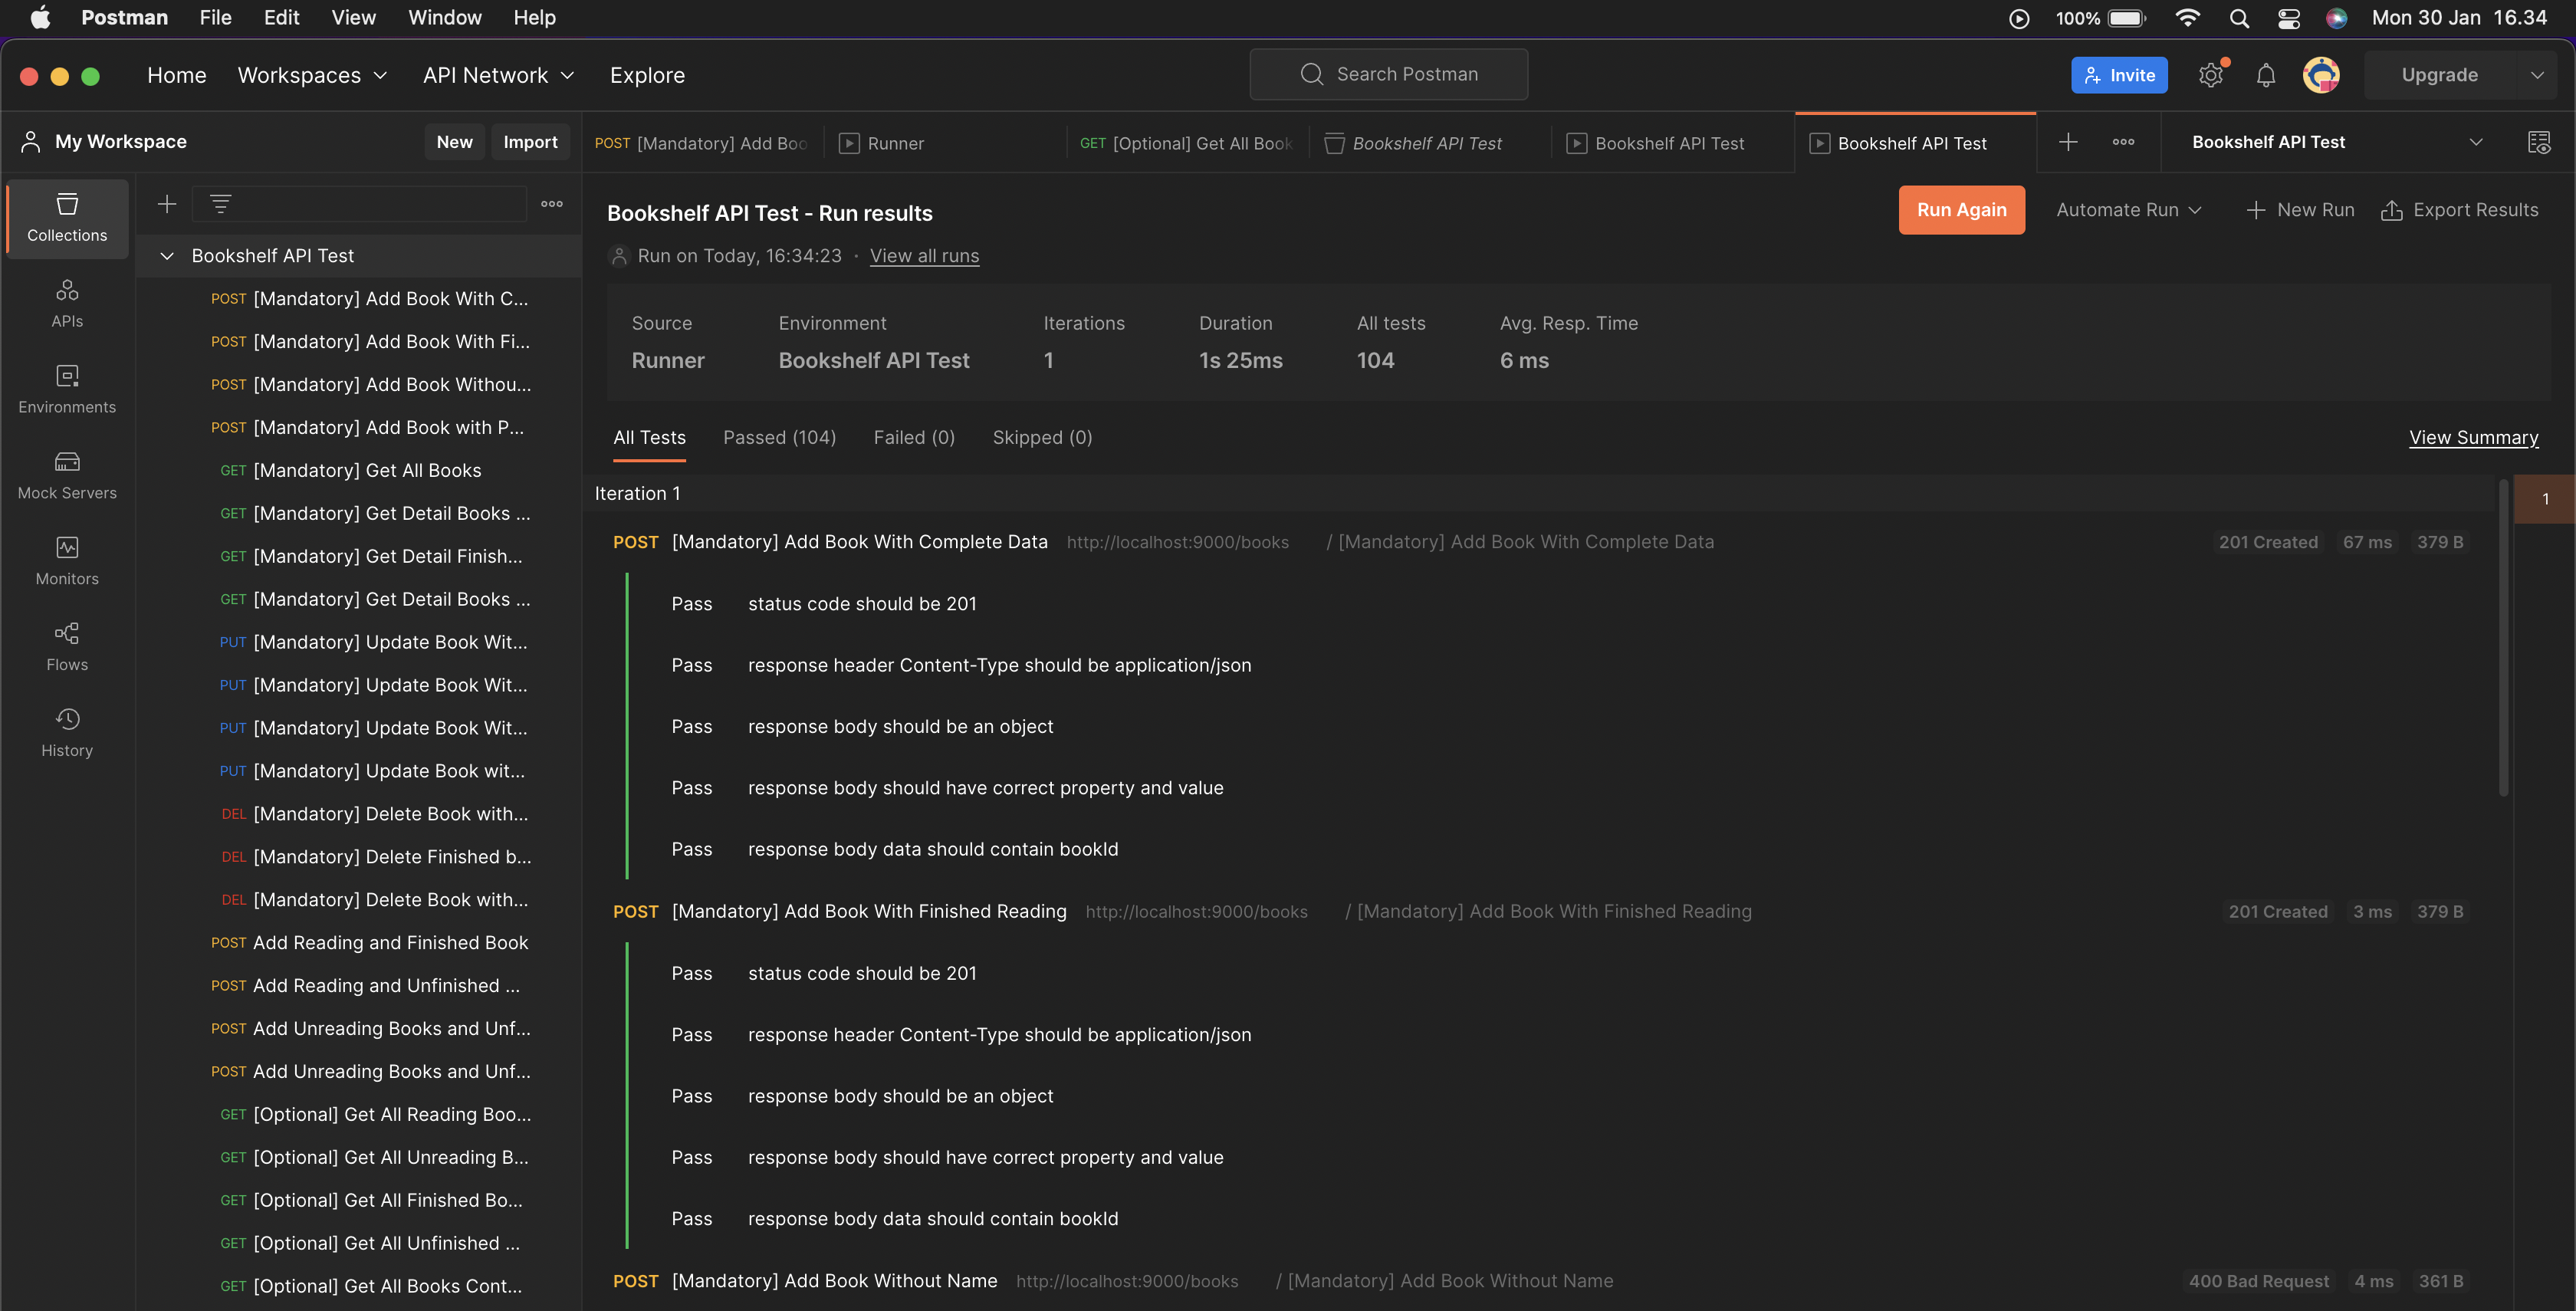 Postman File Edit View Window Help 100% Mon 30 Jan 16.34
Home Workspaces API Network Explore Search Postman Invite Upgrade
My Workspace New Import
POST [Mandatory] Add Boo Runner GET [Optional] Get All Book Bookshelf API Test Bookshelf API Test Bookshelf API Test Bookshelf API Test
Collections
APIs
Environments
Mock Servers
Monitors
Flows
History
Bookshelf API Test
POST [Mandatory] Add Book With C...
POST [Mandatory] Add Book With Fi...
POST [Mandatory] Add Book Withou...
POST [Mandatory] Add Book with P...
GET [Mandatory] Get All Books
GET [Mandatory] Get Detail Books ...
GET [Mandatory] Get Detail Finish...
GET [Mandatory] Get Detail Books ...
PUT [Mandatory] Update Book Wit...
PUT [Mandatory] Update Book Wit...
PUT [Mandatory] Update Book Wit...
PUT [Mandatory] Update Book wit...
DEL [Mandatory] Delete Book with...
DEL [Mandatory] Delete Finished b...
DEL [Mandatory] Delete Book with...
POST Add Reading and Finished Book
POST Add Reading and Unfinished ...
POST Add Unreading Books and Unf...
POST Add Unreading Books and Unf...
GET [Optional] Get All Reading Boo...
GET [Optional] Get All Unreading B...
GET [Optional] Get All Finished Bo...
GET [Optional] Get All Unfinished ...
GET [Optional] Get All Books Cont...
Bookshelf API Test - Run results Run Again Automate Run New Run Export Results
Run on Today, 16:34:23 · View all runs
Source Environment Iterations Duration All tests Avg. Resp. Time
Runner Bookshelf API Test 1 1s 25ms 104 6 ms
All Tests Passed (104) Failed (0) Skipped (0) View Summary
Iteration 1 1
POST [Mandatory] Add Book With Complete Data http://localhost:9000/books / [Mandatory] Add Book With Complete Data 201 Created 67 ms 379 B
Pass status code should be 201
Pass response header Content-Type should be application/json
Pass response body should be an object
Pass response body should have correct property and value
Pass response body data should contain bookId
POST [Mandatory] Add Book With Finished Reading http://localhost:9000/books / [Mandatory] Add Book With Finished Reading 201 Created 3 ms 379 B
Pass status code should be 201
Pass response header Content-Type should be application/json
Pass response body should be an object
Pass response body should have correct property and value
Pass response body data should contain bookId
POST [Mandatory] Add Book Without Name http://localhost:9000/books / [Mandatory] Add Book Without Name 400 Bad Request 4 ms 361 B